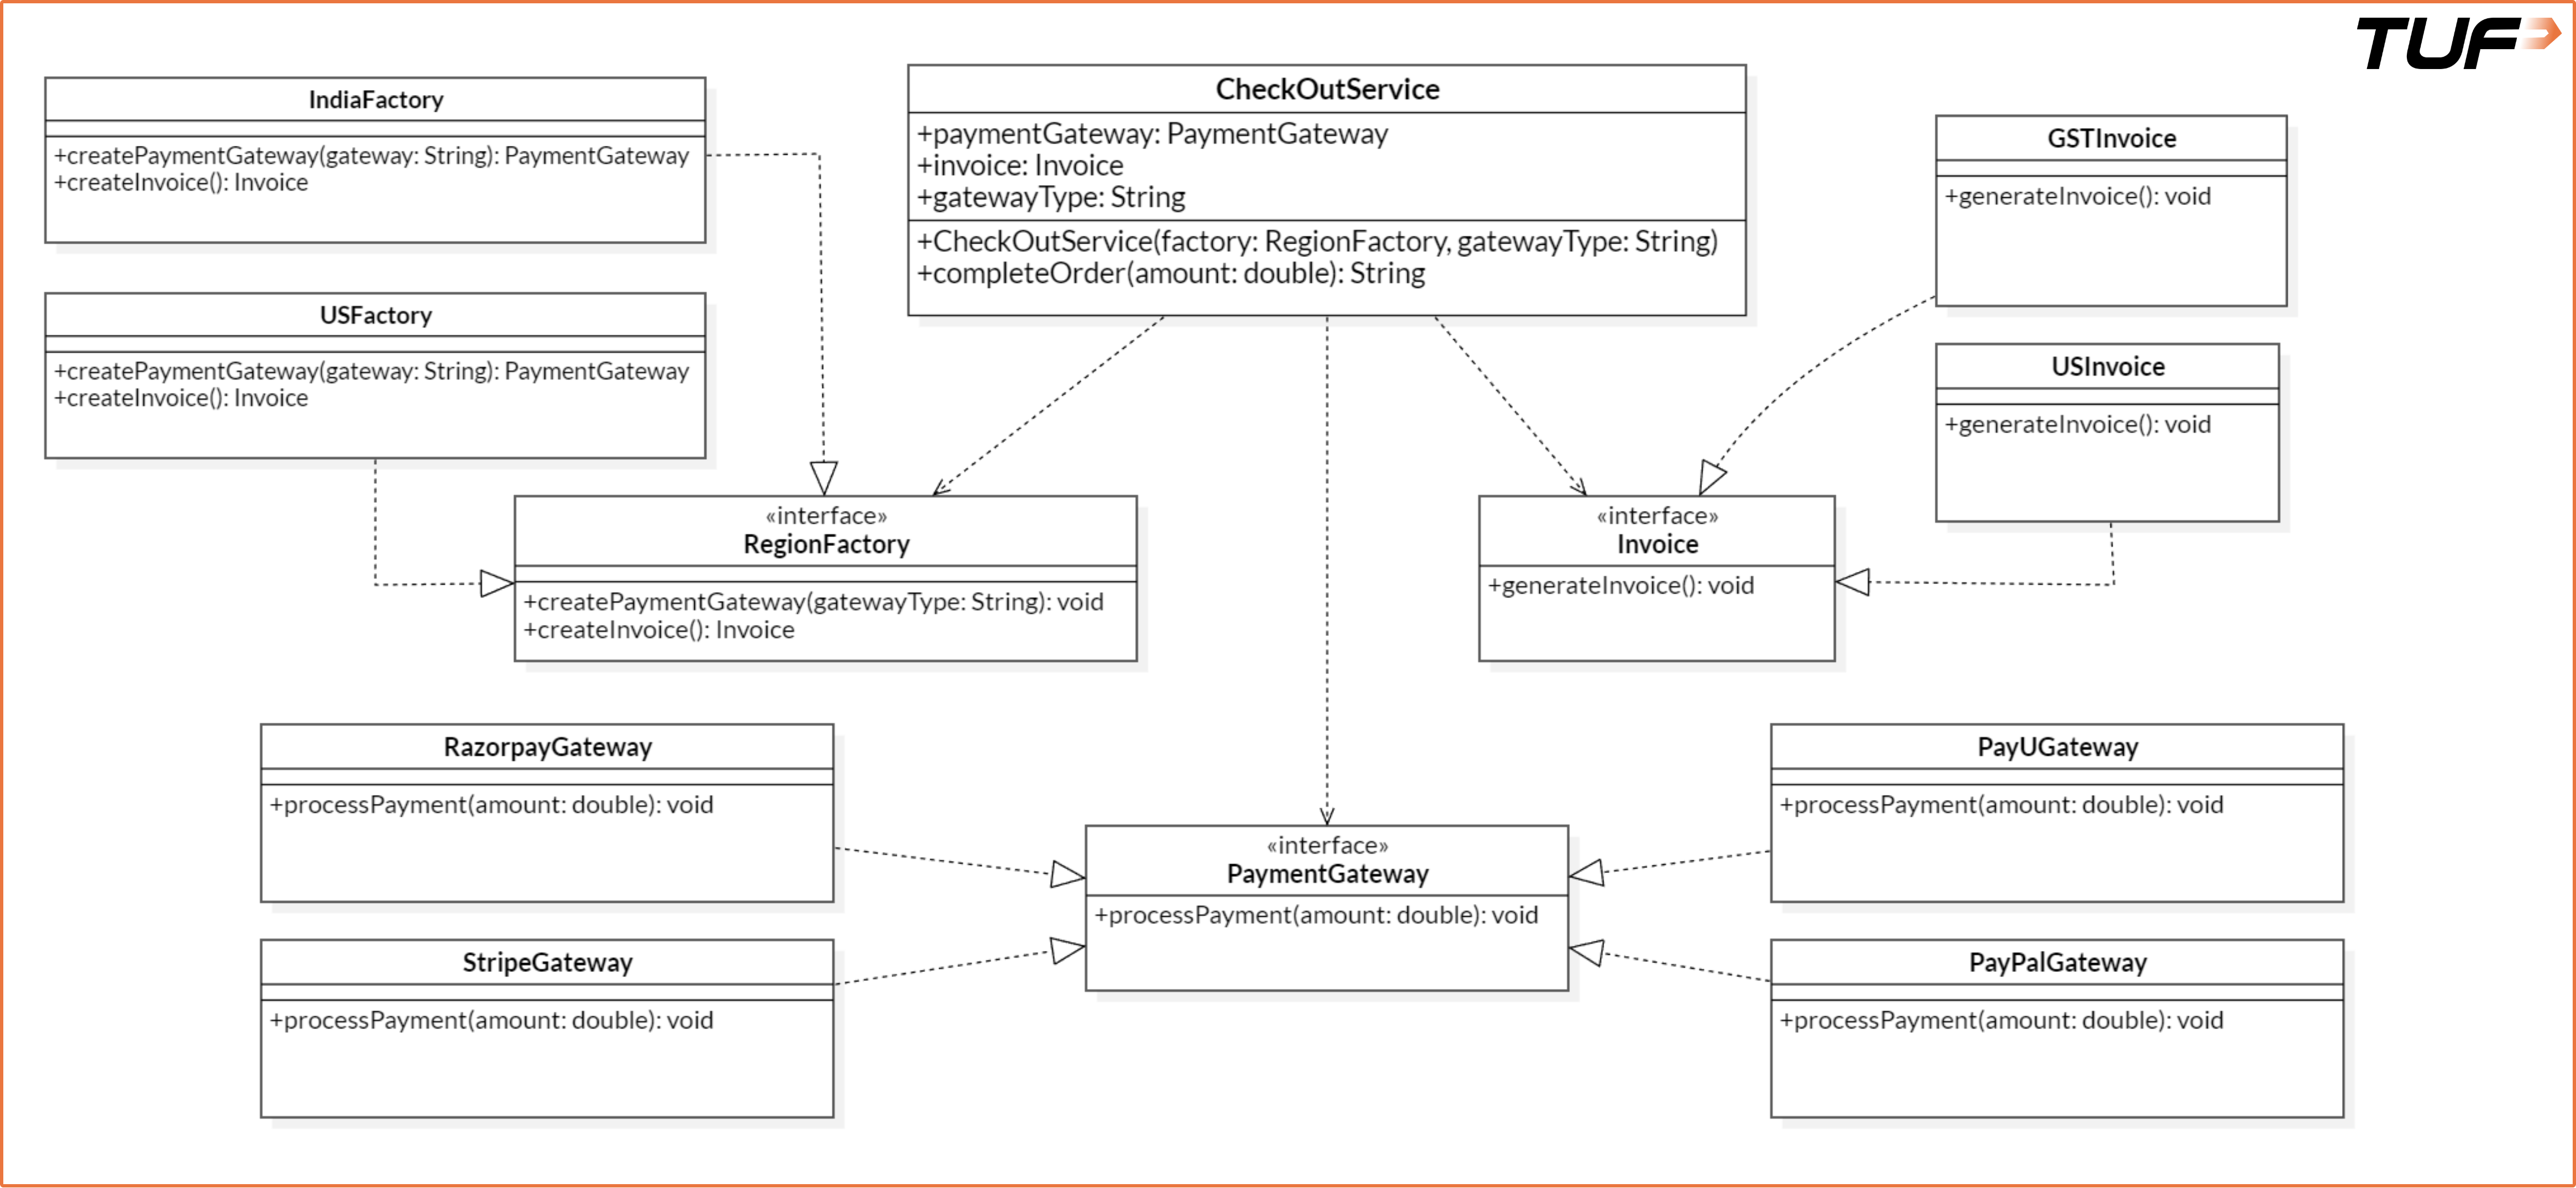 TUF
IndiaFactory
+createPaymentGateway(gateway: String): PaymentGateway
+createInvoice(): Invoice
USFactory
+createPaymentGateway(gateway: String): PaymentGateway
+createInvoice(): Invoice
CheckOutService
+paymentGateway: PaymentGateway
+invoice: Invoice
+gatewayType: String
+CheckOutService(factory: RegionFactory, gatewayType: String)
+completeOrder(amount: double): String
GSTInvoice
+generateInvoice(): void
USInvoice
+generateInvoice(): void
«interface»
RegionFactory
+createPaymentGateway(gatewayType: String): void
+createInvoice(): Invoice
«interface»
Invoice
+generateInvoice(): void
RazorpayGateway
+processPayment(amount: double): void
StripeGateway
+processPayment(amount: double): void
«interface»
PaymentGateway
+processPayment(amount: double): void
PayUGateway
+processPayment(amount: double): void
PayPalGateway
+processPayment(amount: double): void